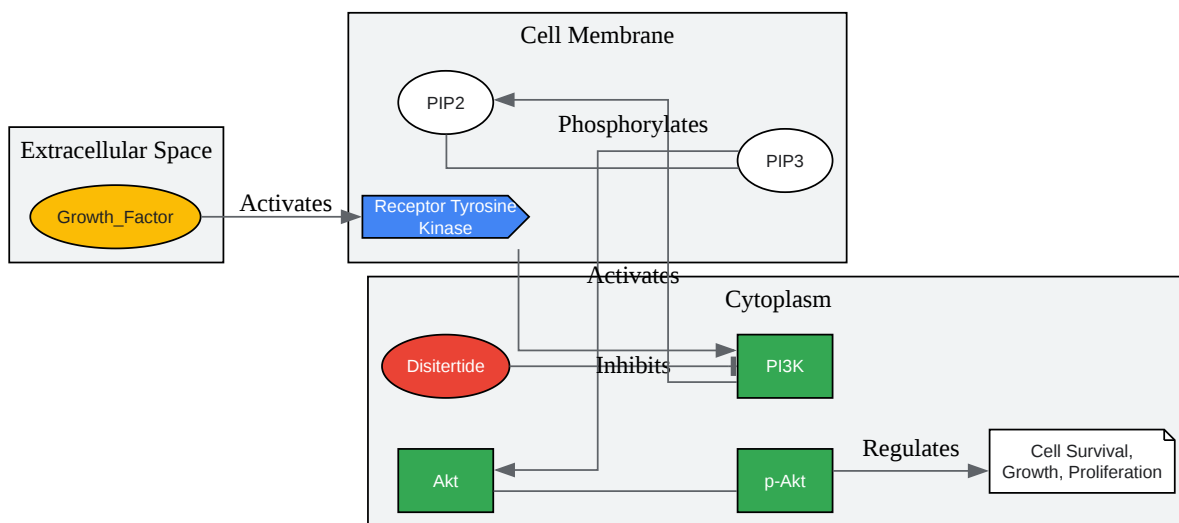 Cell Membrane
PIP2
Phosphorylates
PIP3
Extracellular Space
Growth_Factor
Activates
Receptor Tyrosine
Kinase
Activates
Cytoplasm
Disitertide
Inhibits
PI3K
Akt
p-Akt
Regulates
Cell Survival,
Growth, Proliferation